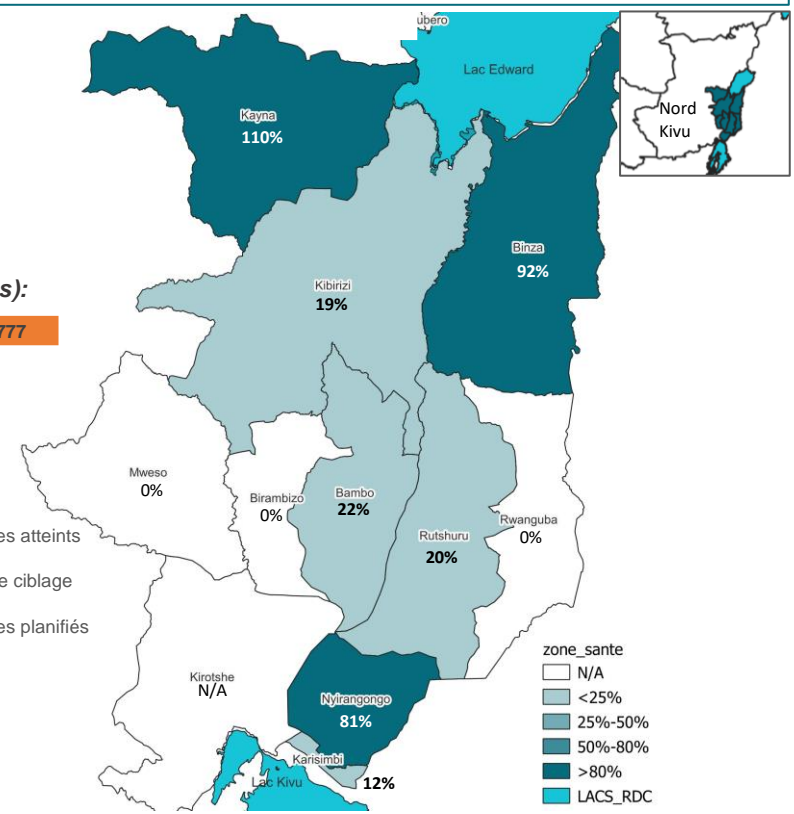 ubero
Lac Edward
Kayna
110%
Nord
Kivu
Binza
92%
s):
Kibirizi
19%
777
Mweso
0%
Birambizo
0%
Bambo
22%
Rutshuru
20%
Rwanguba
0%
es atteints
e ciblage
es planifiés
Kirotshe
N/A
Nyirangongo
81%
Karisimbi
12%
Lac Kivu
zone_sante
N/A
<25%
25%-50%
50%-80%
>80%
LACS_RDC